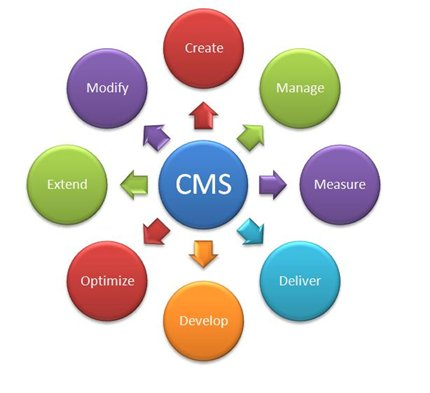 Create
Modify
Manage
CMS
Extend
Measure
Optimize
Deliver
Develop